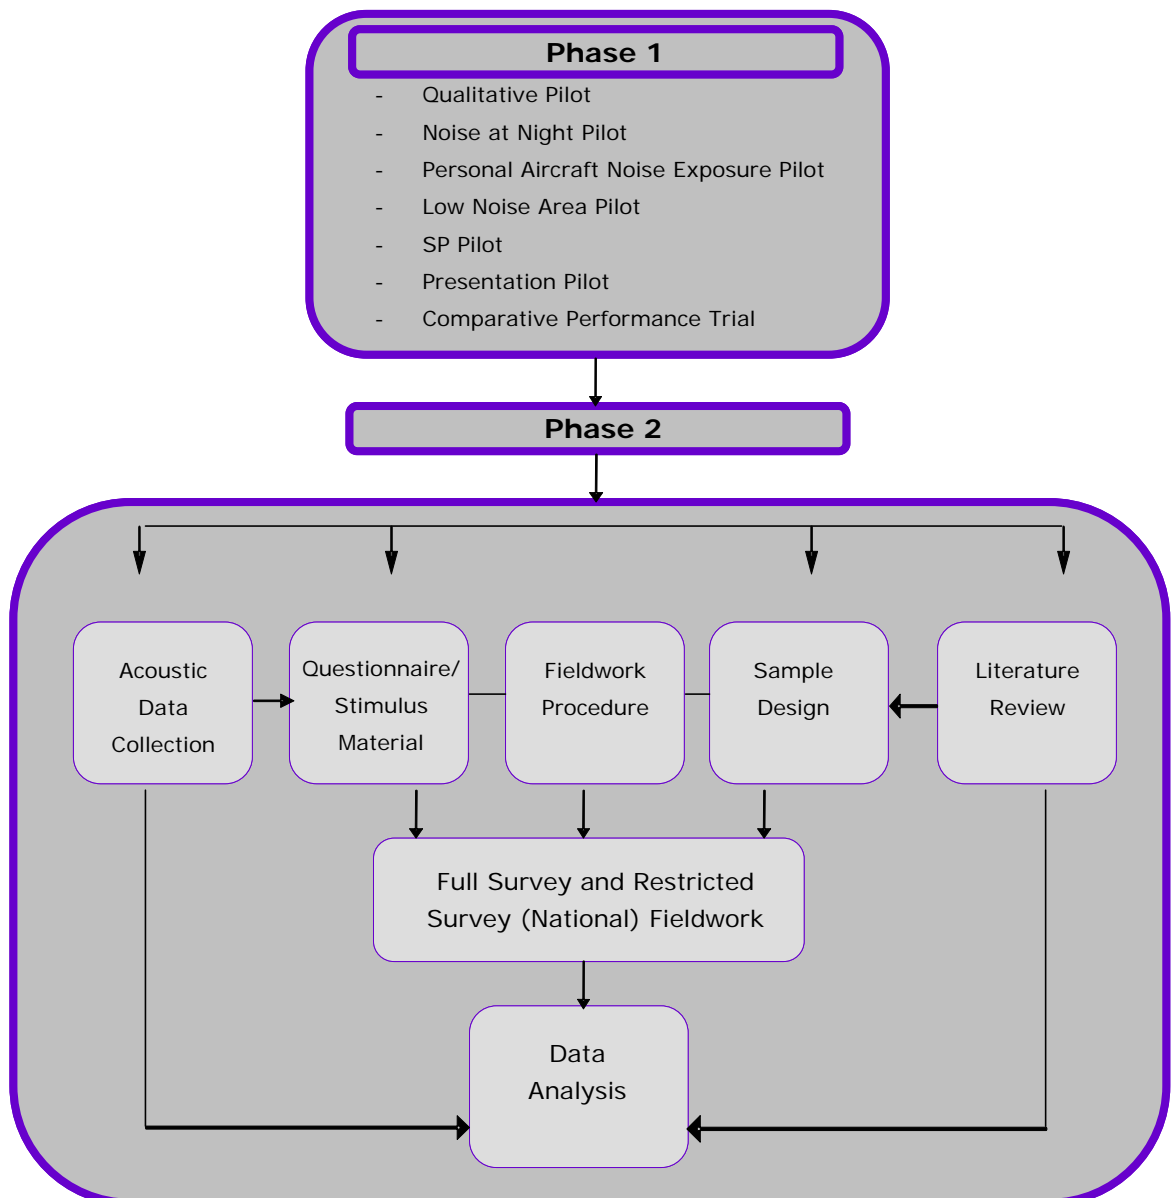 Phase 1
- Qualitative Pilot
- Noise at Night Pilot
- Personal Aircraft Noise Exposure Pilot
- Low Noise Area Pilot
- SP Pilot
- Presentation Pilot
- Comparative Performance Trial
Phase 2
Acoustic
Data
Collection
Questionnaire/
Stimulus
Material
Fieldwork
Procedure
Sample
Design
Literature
Review
Full Survey and Restricted
Survey (National) Fieldwork
Data
Analysis